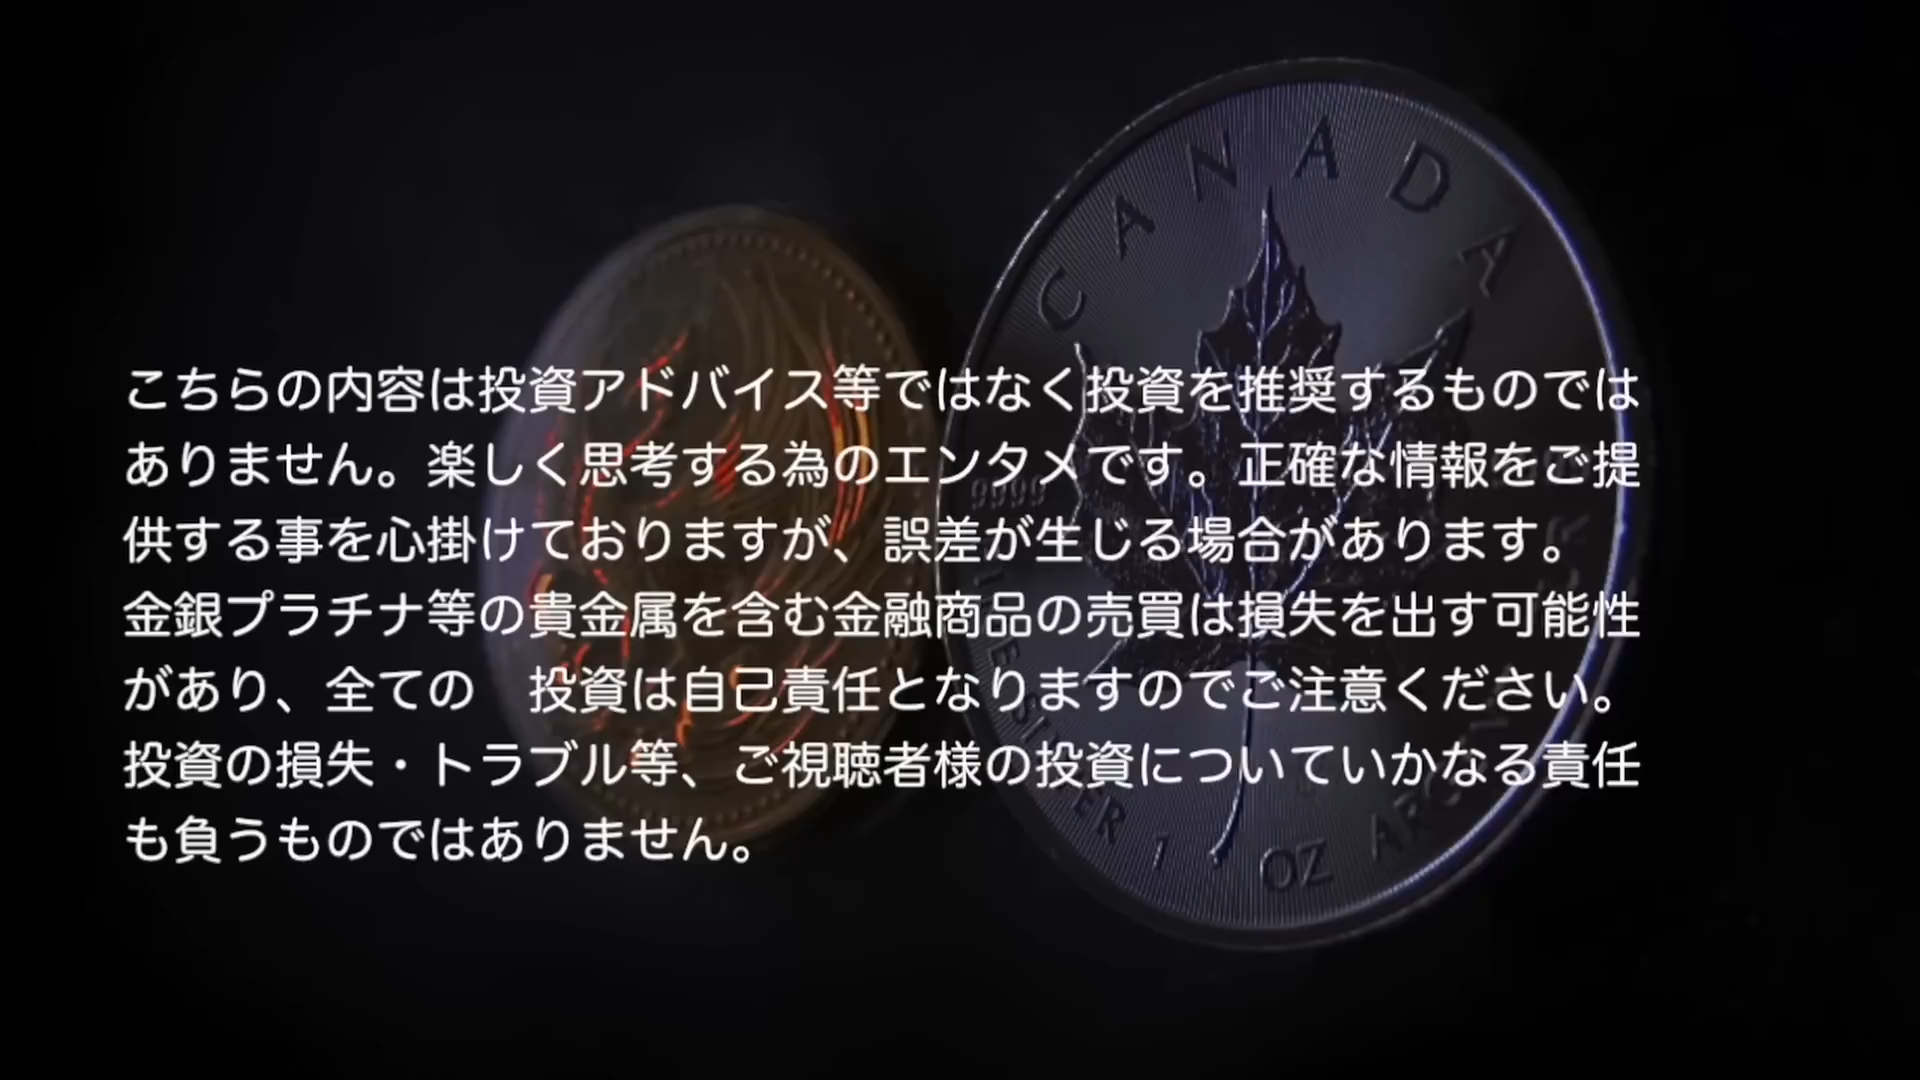 CANADA
こちらの内容は投資アドバイス等ではなく投資を推奨するものでは
ありません。楽しく思考する為のエンタメです。正確な情報をご提
供する事を心掛けておりますが、誤差が生じる場合があります。
金銀プラチナ等の貴金属を含む金融商品の売買は損失を出す可能性
があり、全ての　投資は自己責任となりますのでご注意ください。
投資の損失・トラブル等、ご視聴者様の投資についていかなる責任
も負うものではありません。
9999
1 OZ